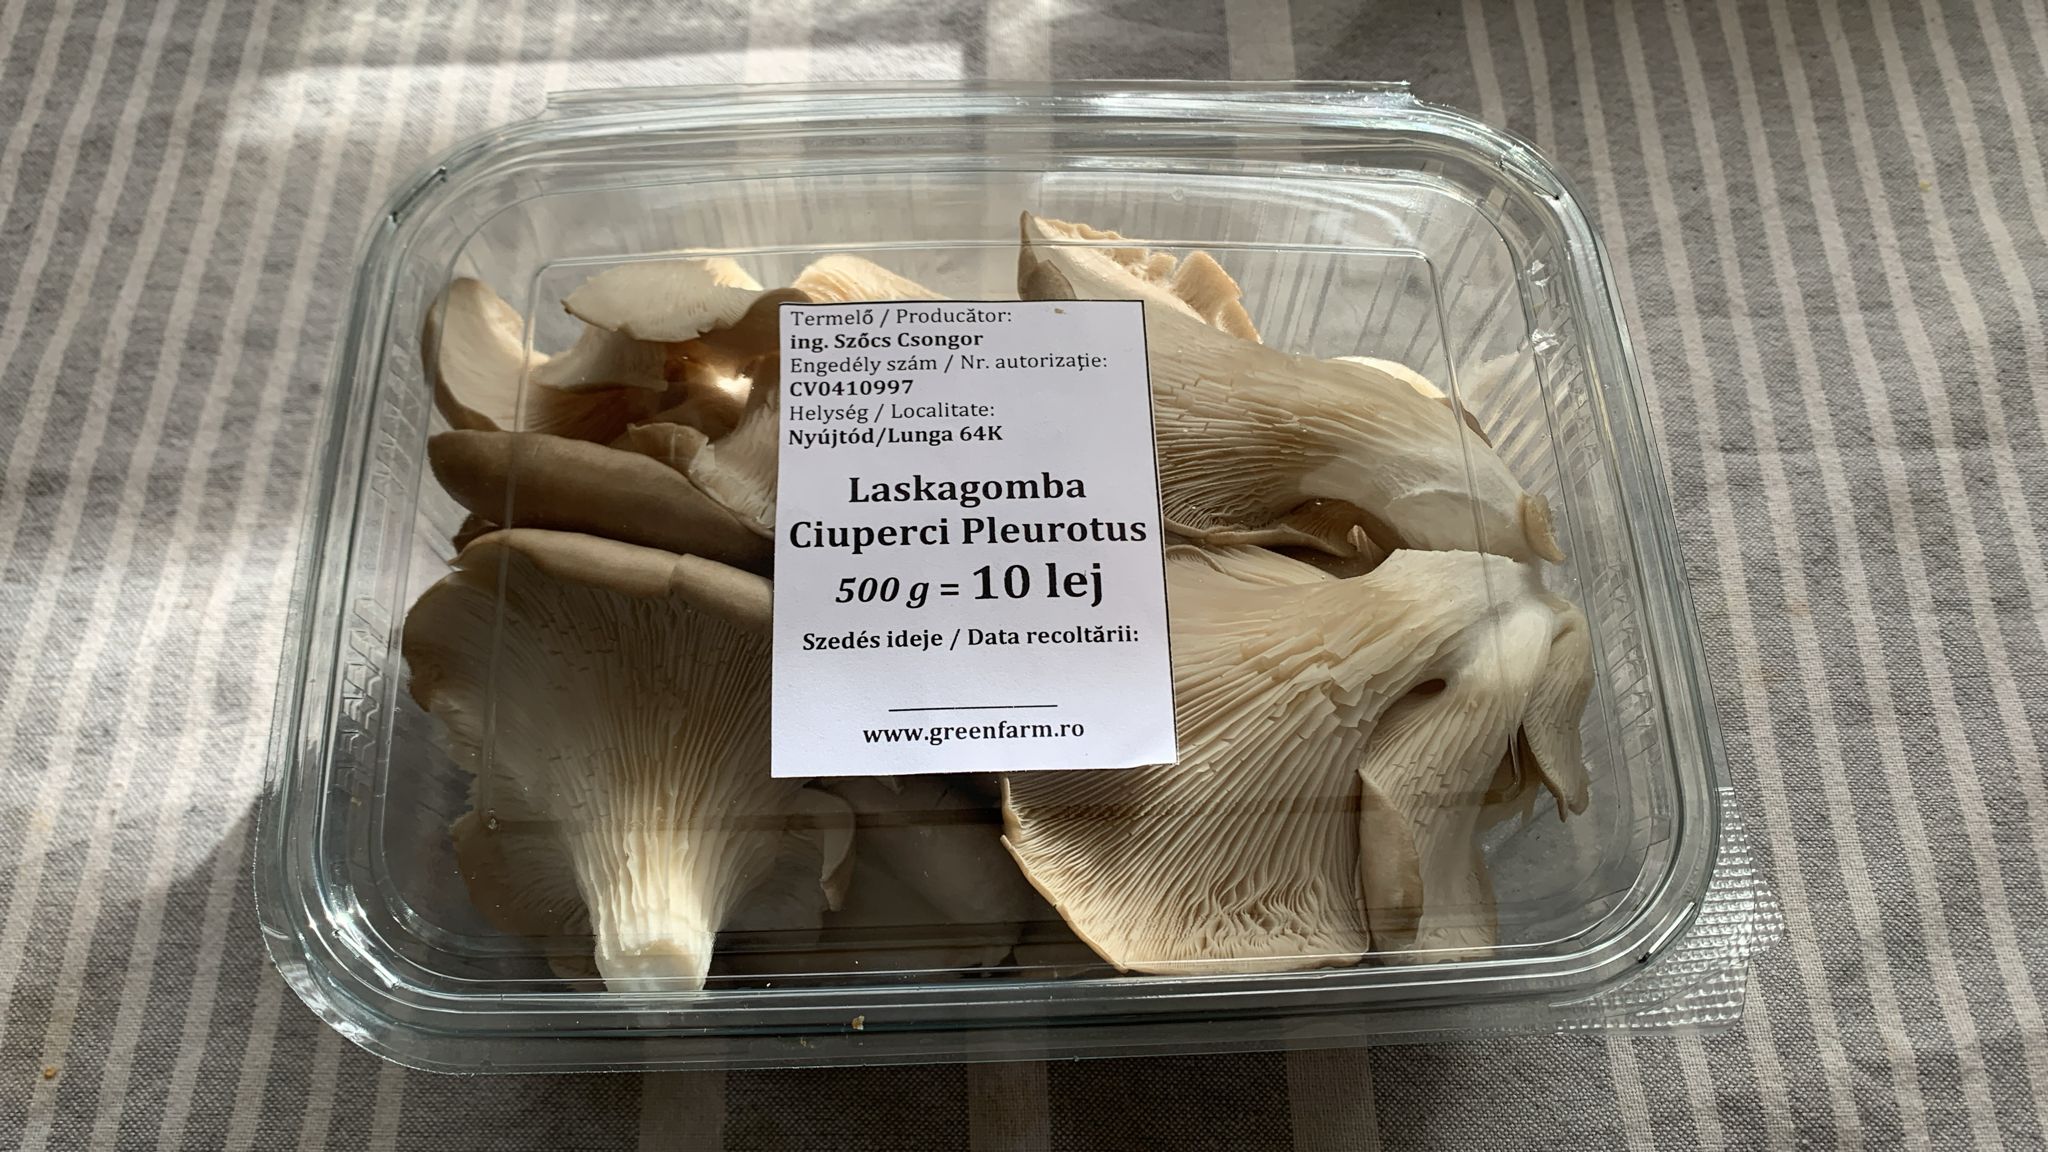 Termelő / Producător:
ing. Szőcs Csongor
Engedély szám / Nr. autorizație:
CV0410997
Helység / Localitate:
Nyújtód/Lunga 64K
Laskagomba
Ciuperci Pleurotus
500 g = 10 lej
Szedés ideje / Data recoltării:
www.greenfarm.ro